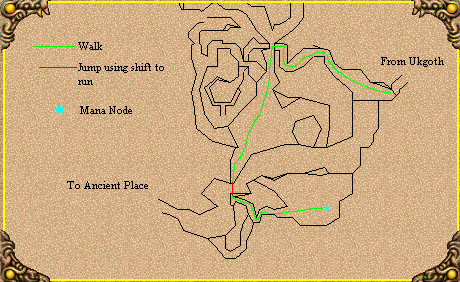 Walk
From Ukgoth
Jump using shift to
run
Mana Node
To Ancient Place